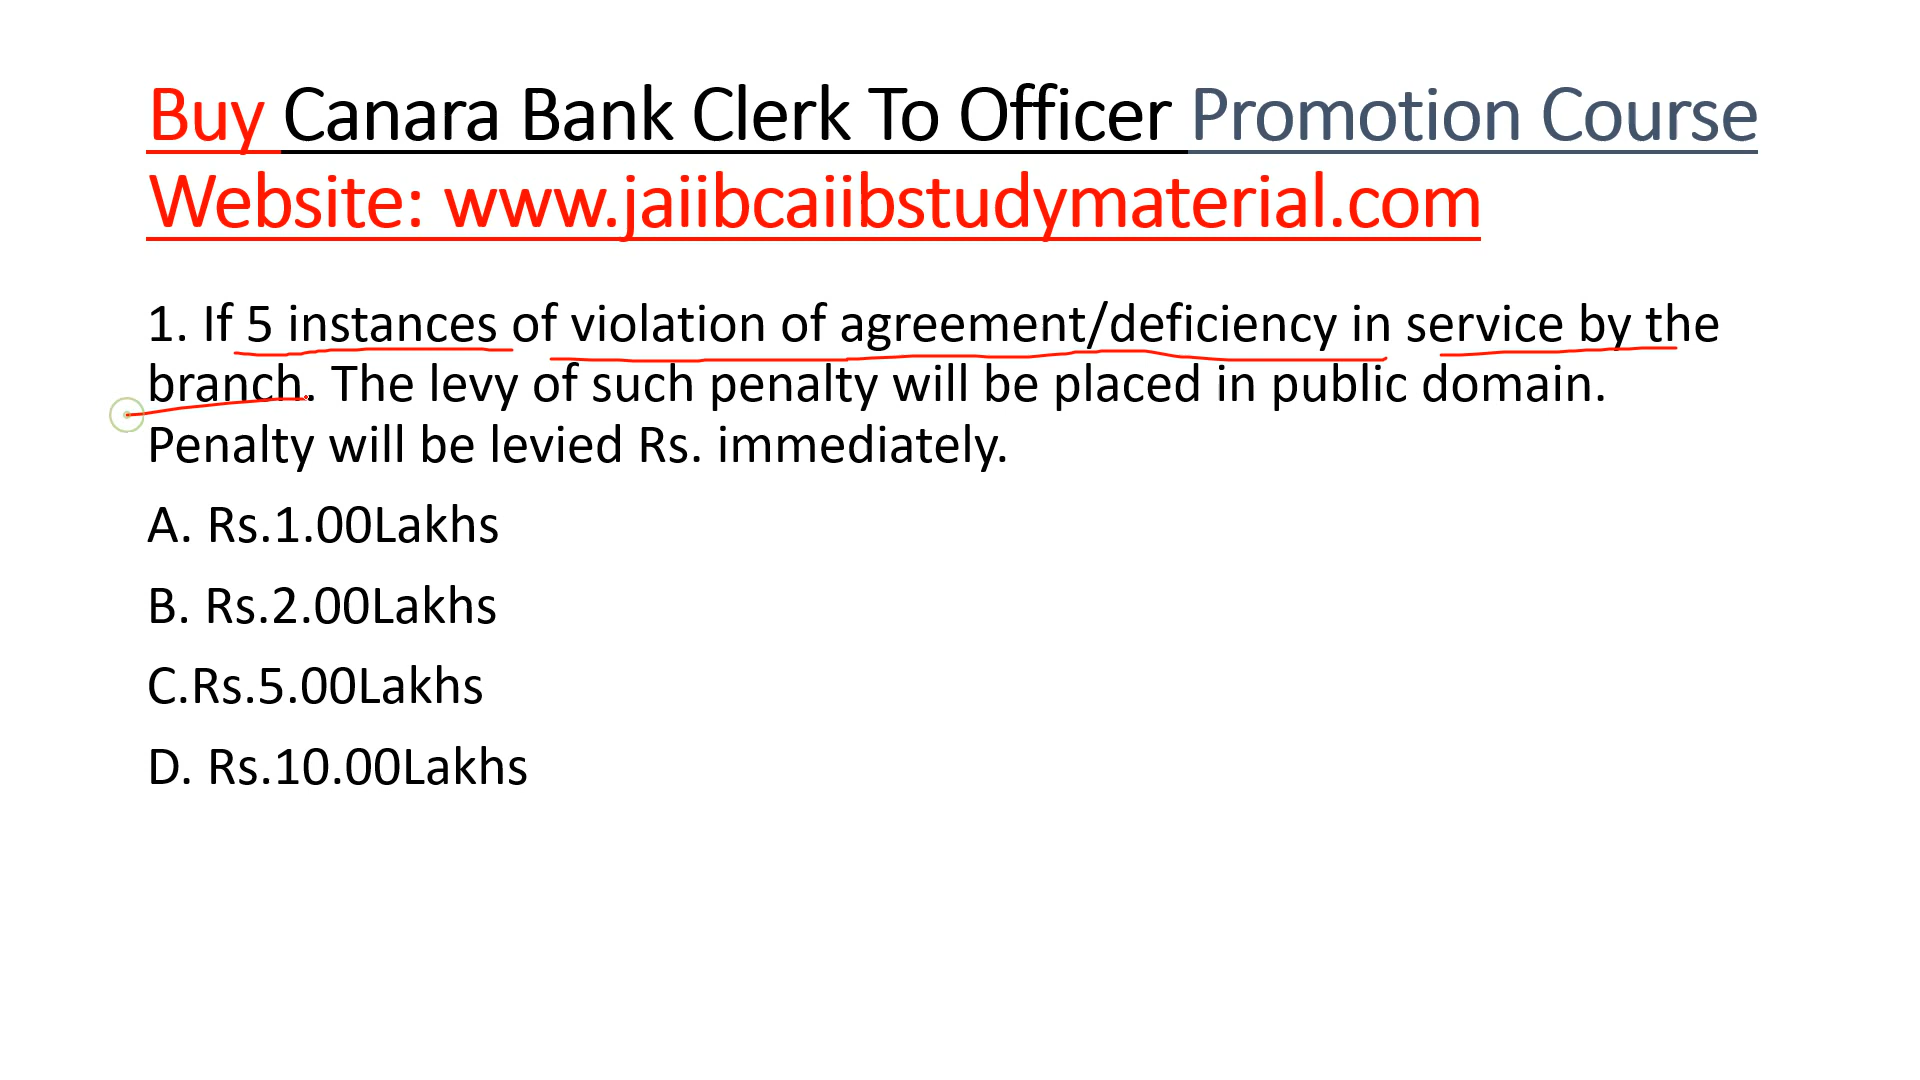 Buy Canara Bank Clerk To Officer Promotion Course
Website: www.jaiibcaiibstudymaterial.com
1. If 5 instances of violation of agreement/deficiency in service by the
branch. The levy of such penalty will be placed in public domain.
Penalty will be levied Rs. immediately.
A. Rs.1.00Lakhs
B. Rs.2.00Lakhs
C.Rs.5.00Lakhs
D. Rs.10.00Lakhs